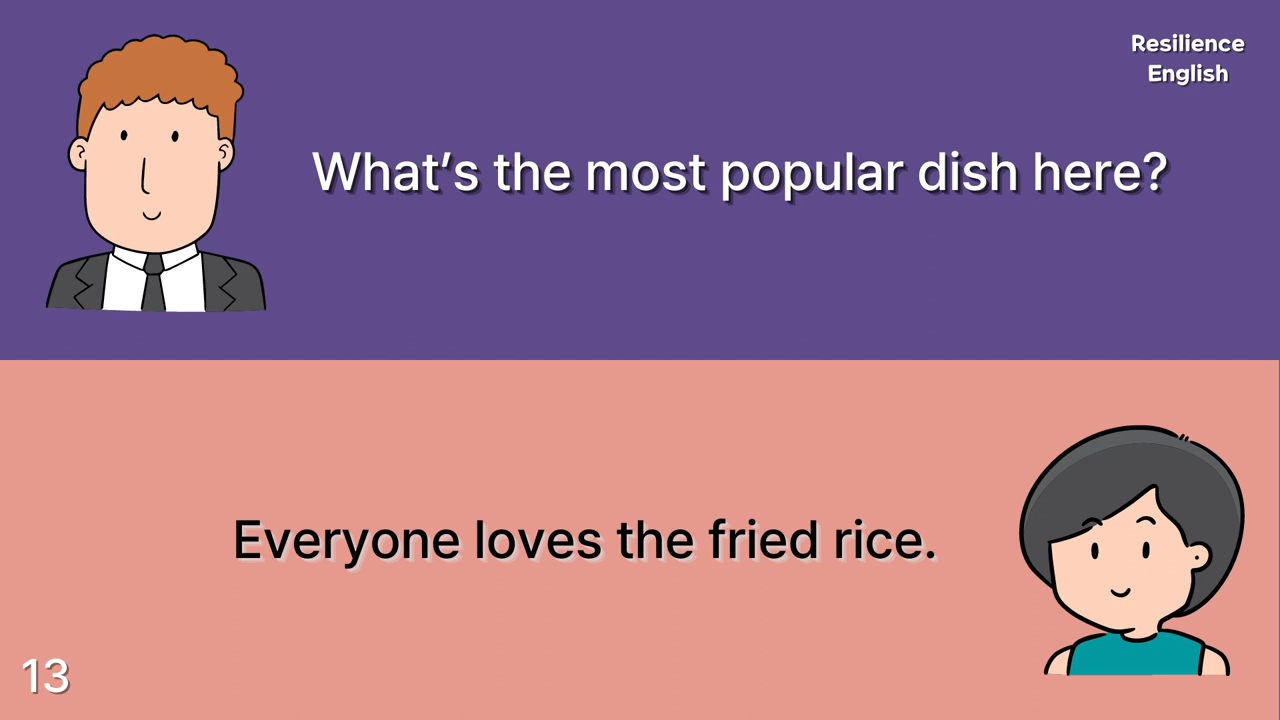 Resilience
English
What's the most popular dish here?
Everyone loves the fried rice.
13